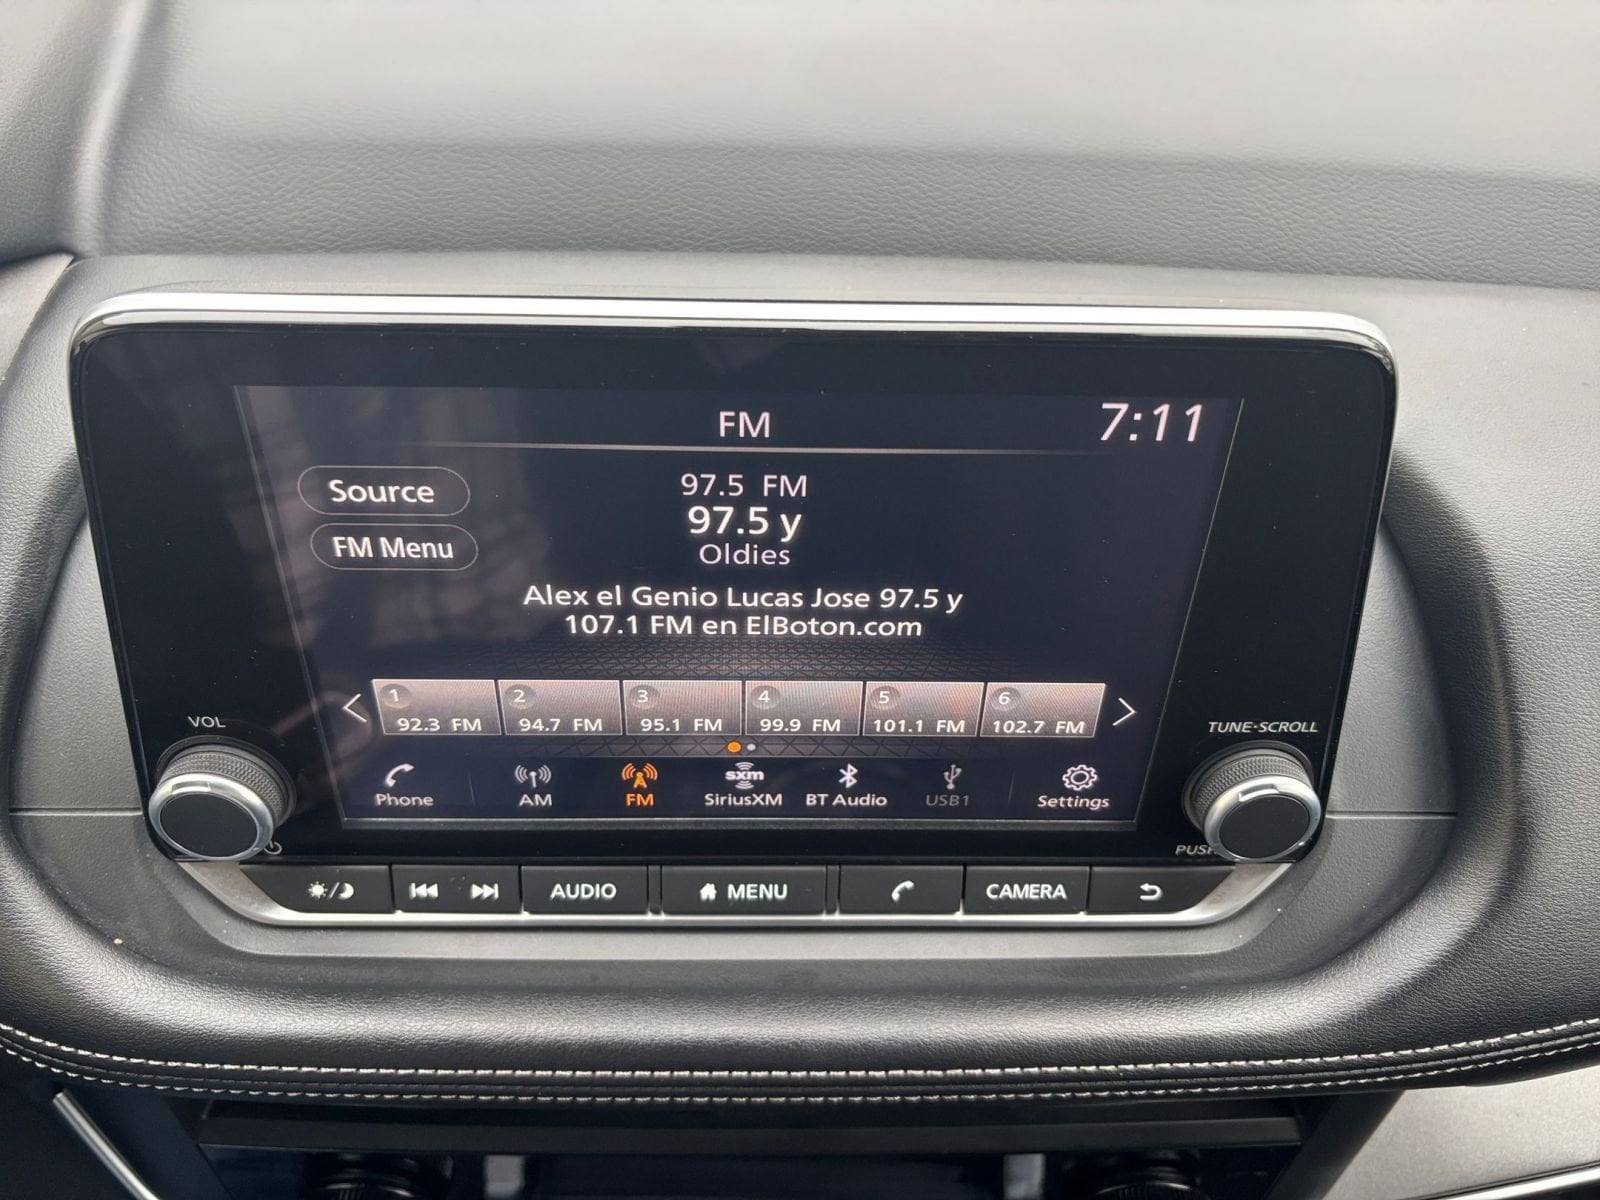 FM
7:11
Source
97.5 FM
97.5 y
FM Menu
Oldies
Alex el Genio Lucas Jose 97.5 y
107.1 FM en ElBoton.com
1 2 3 4 5 6
92.3 FM 94.7 FM 95.1 FM 99.9 FM 101.1 FM 102.7 FM
VOL
TUNE·SCROLL
sxm
Phone AM FM SiriusXM BT Audio USB1 Settings
AUDIO MENU CAMERA